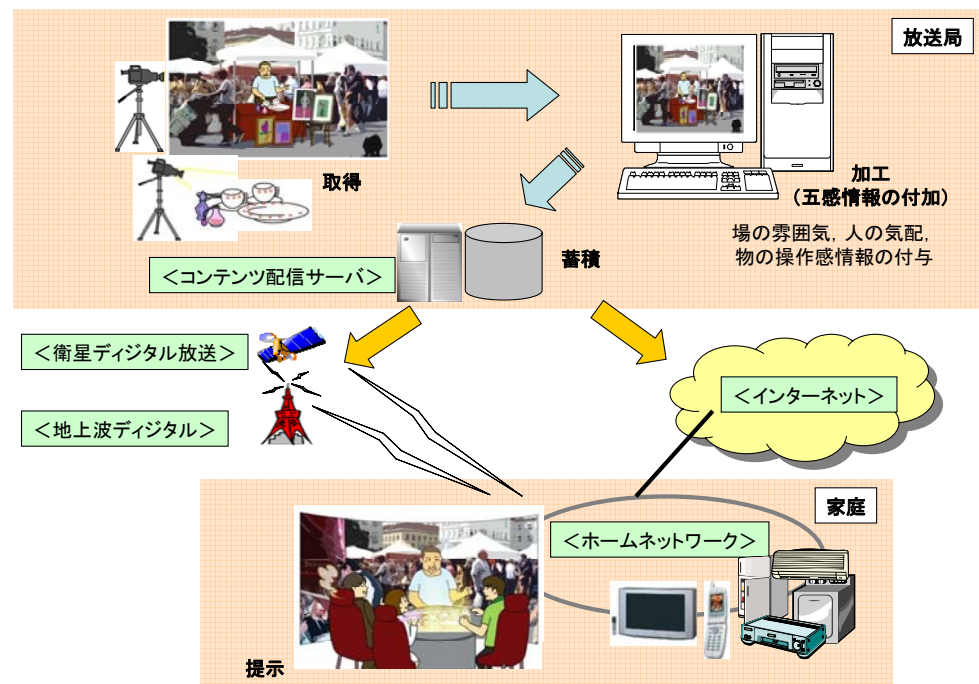 放送局
取得
加工
(五感情報の付加)
場の雰囲気, 人の気配,
物の操作感情報の付与
蓄積
＜コンテンツ配信サーバ＞
＜衛星ディジタル放送＞
＜インターネット＞
＜地上波ディジタル＞
家庭
＜ホームネットワーク＞
提示